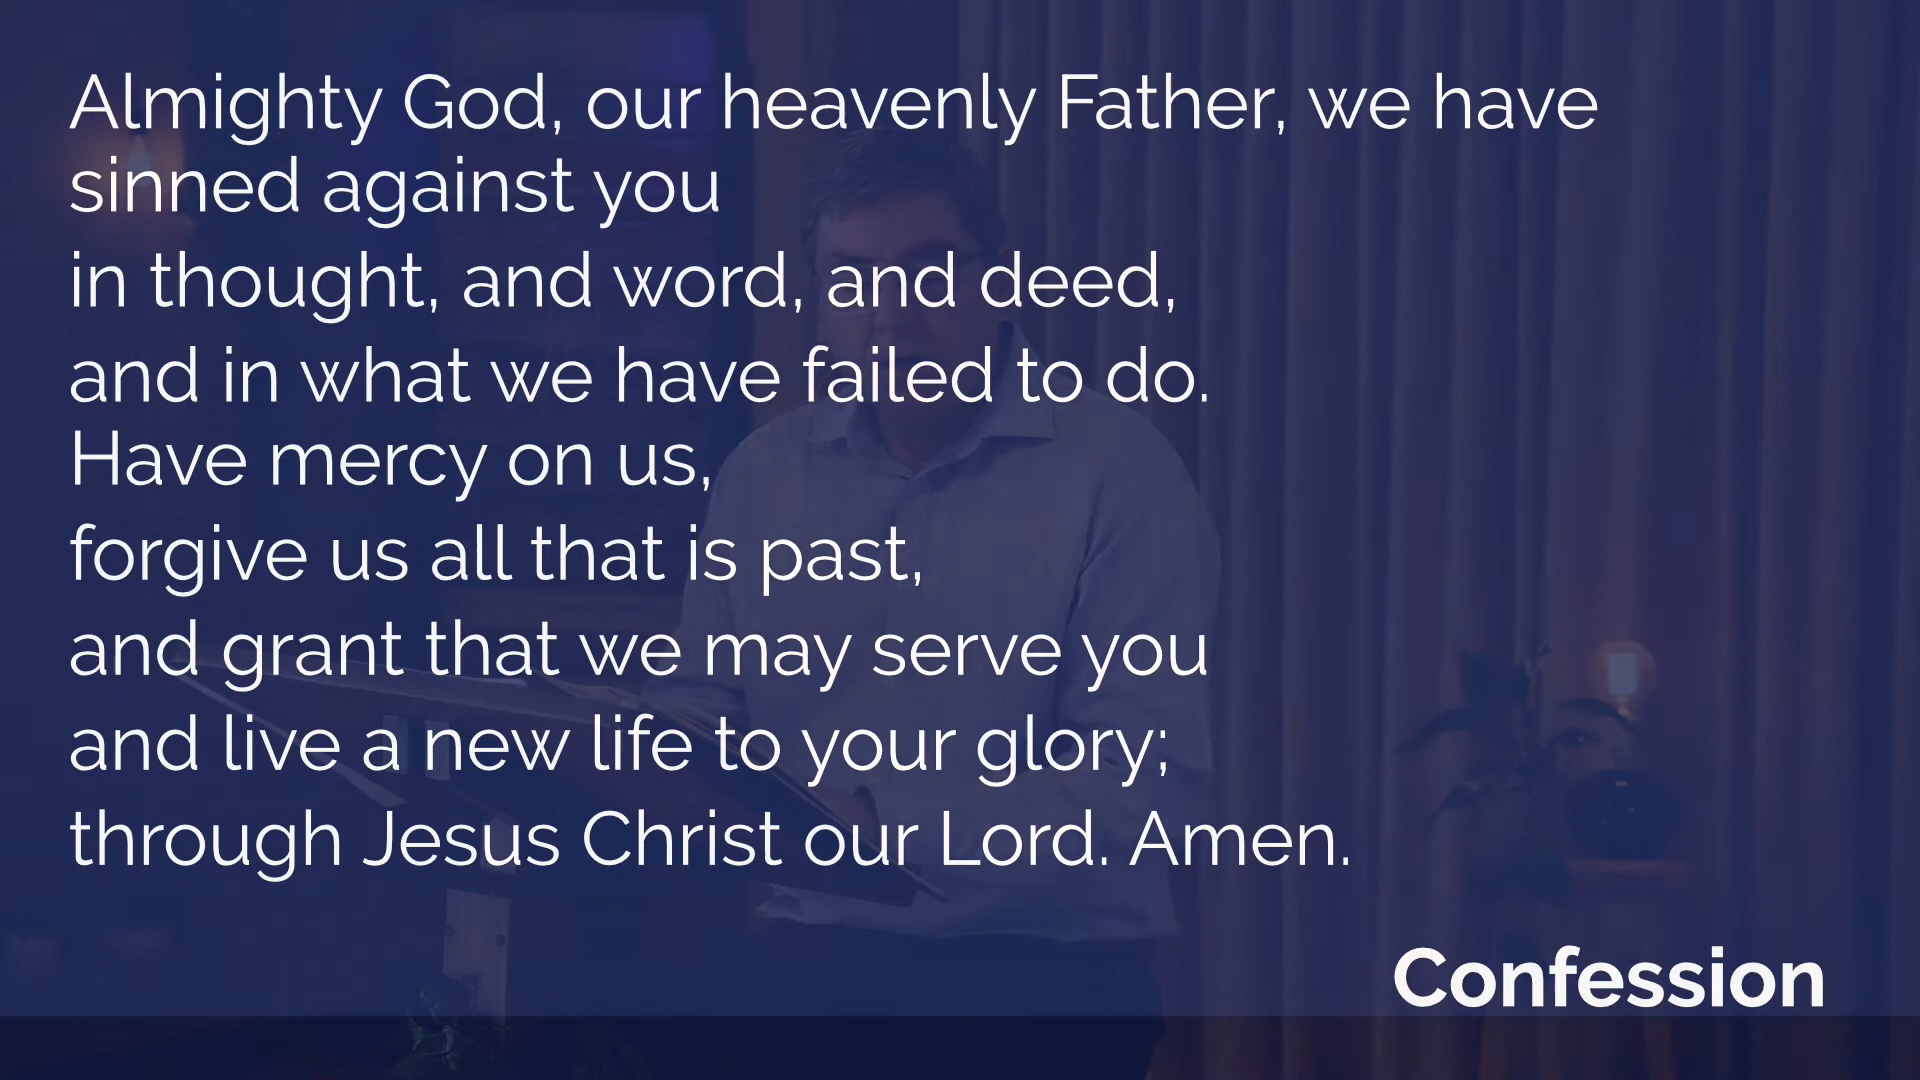 Almighty God, our heavenly Father, we have
sinned against you
in thought, and word, and deed,
and in what we have failed to do.
Have mercy on us,
forgive us all that is past,
and grant that we may serve you
and live a new life to your glory;
through Jesus Christ our Lord. Amen.
Confession